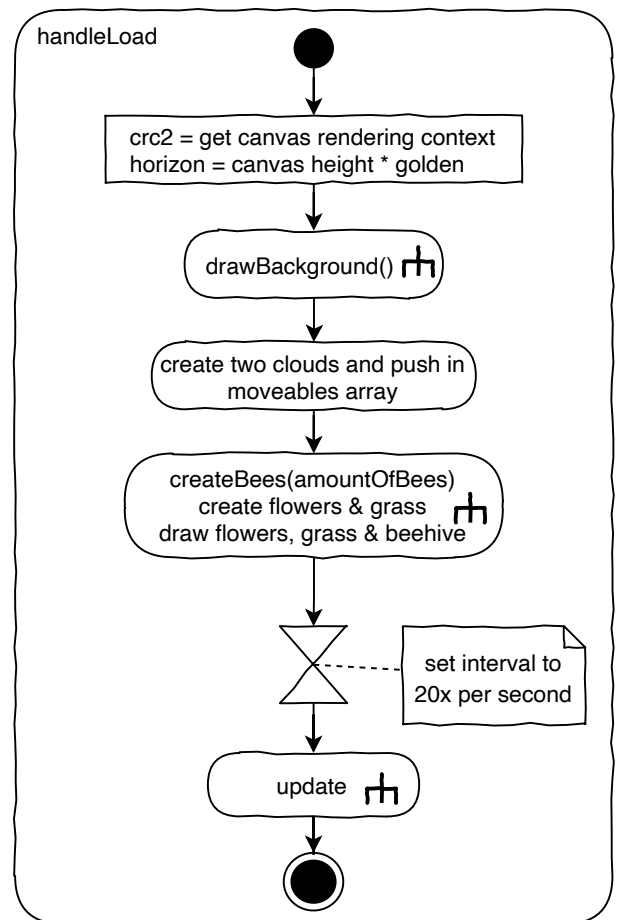 handleLoad
crc2 = get canvas rendering context
horizon = canvas height * golden
drawBackground()
create two clouds and push in
moveables array
createBees(amountOfBees)
create flowers & grass
draw flowers, grass & beehive
set interval to
20x per second
update